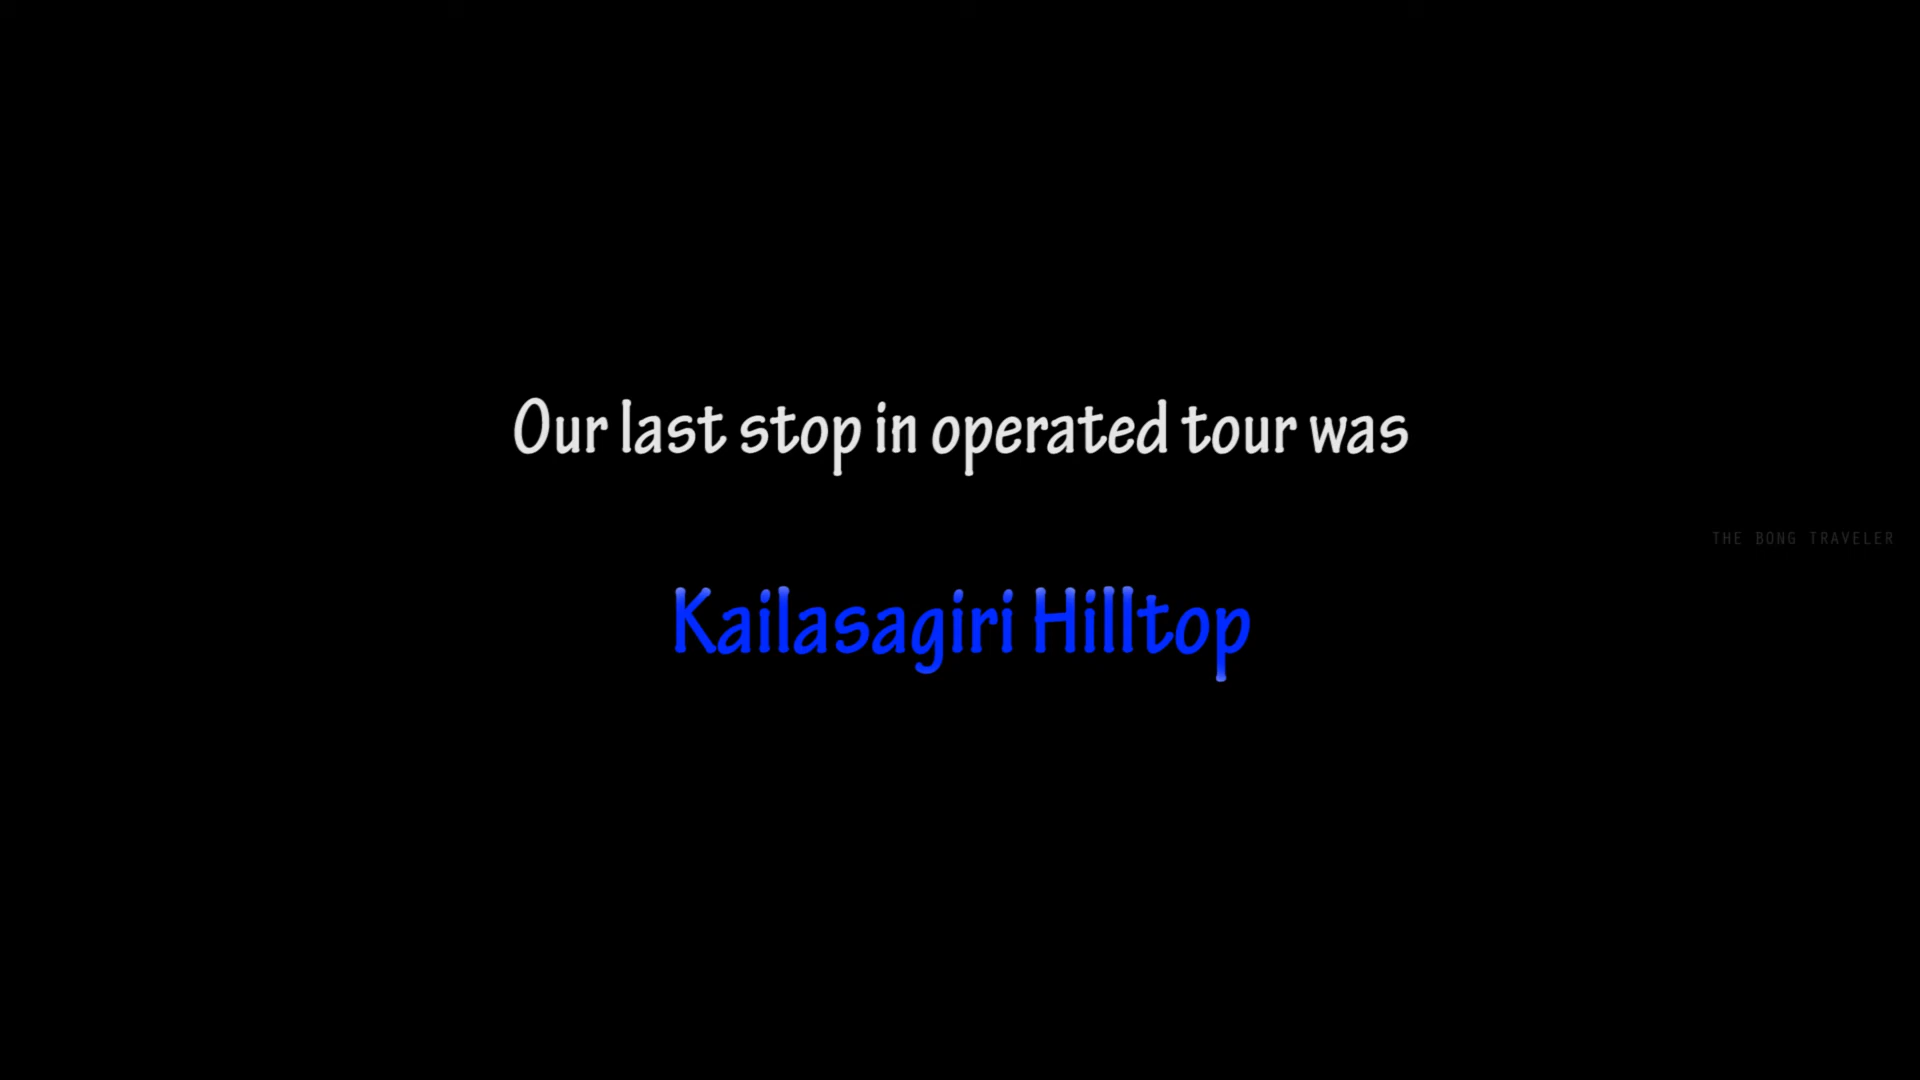 Our last stop in operated tour was
THE BONG TRAVELER
Kailasagiri Hilltop